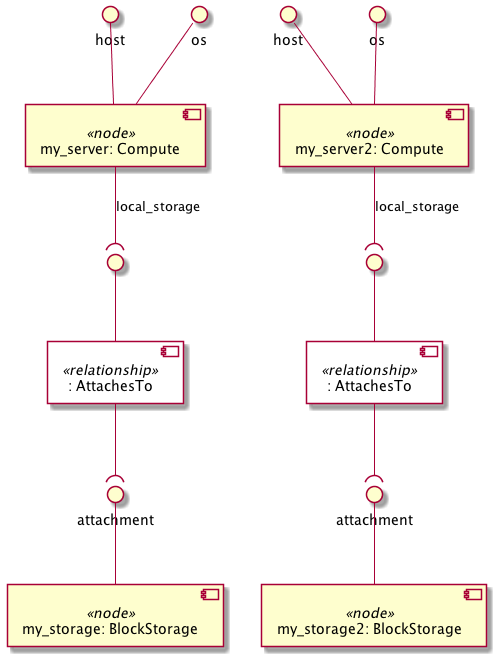 host
os
host
os
«node»
my_server: Compute
«node»
my_server2: Compute
local_storage
local_storage
«relationship»
: AttachesTo
«relationship»
: AttachesTo
attachment
attachment
«node»
my_storage: BlockStorage
«node»
my_storage2: BlockStorage